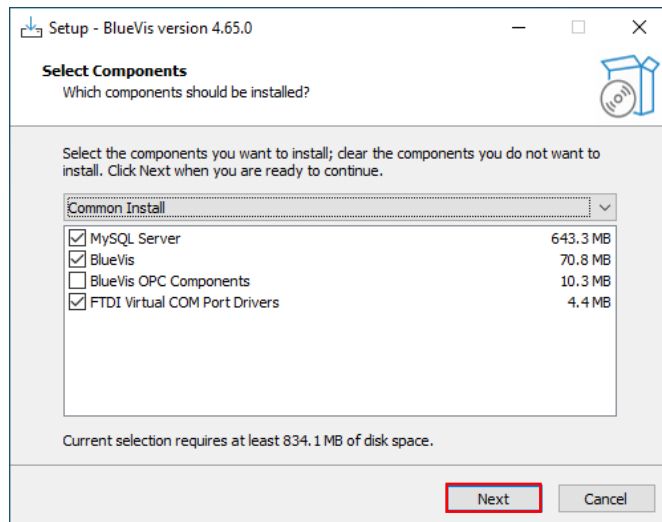 Setup - BlueVis version 4.65.0
Select Components
Which components should be installed?
Select the components you want to install; clear the components you do not want to
install. Click Next when you are ready to continue.
Common Install
MySQL Server 643.3 MB
BlueVis 70.8 MB
BlueVis OPC Components 10.3 MB
FTDI Virtual COM Port Drivers 4.4 MB
Current selection requires at least 834.1 MB of disk space.
Next Cancel